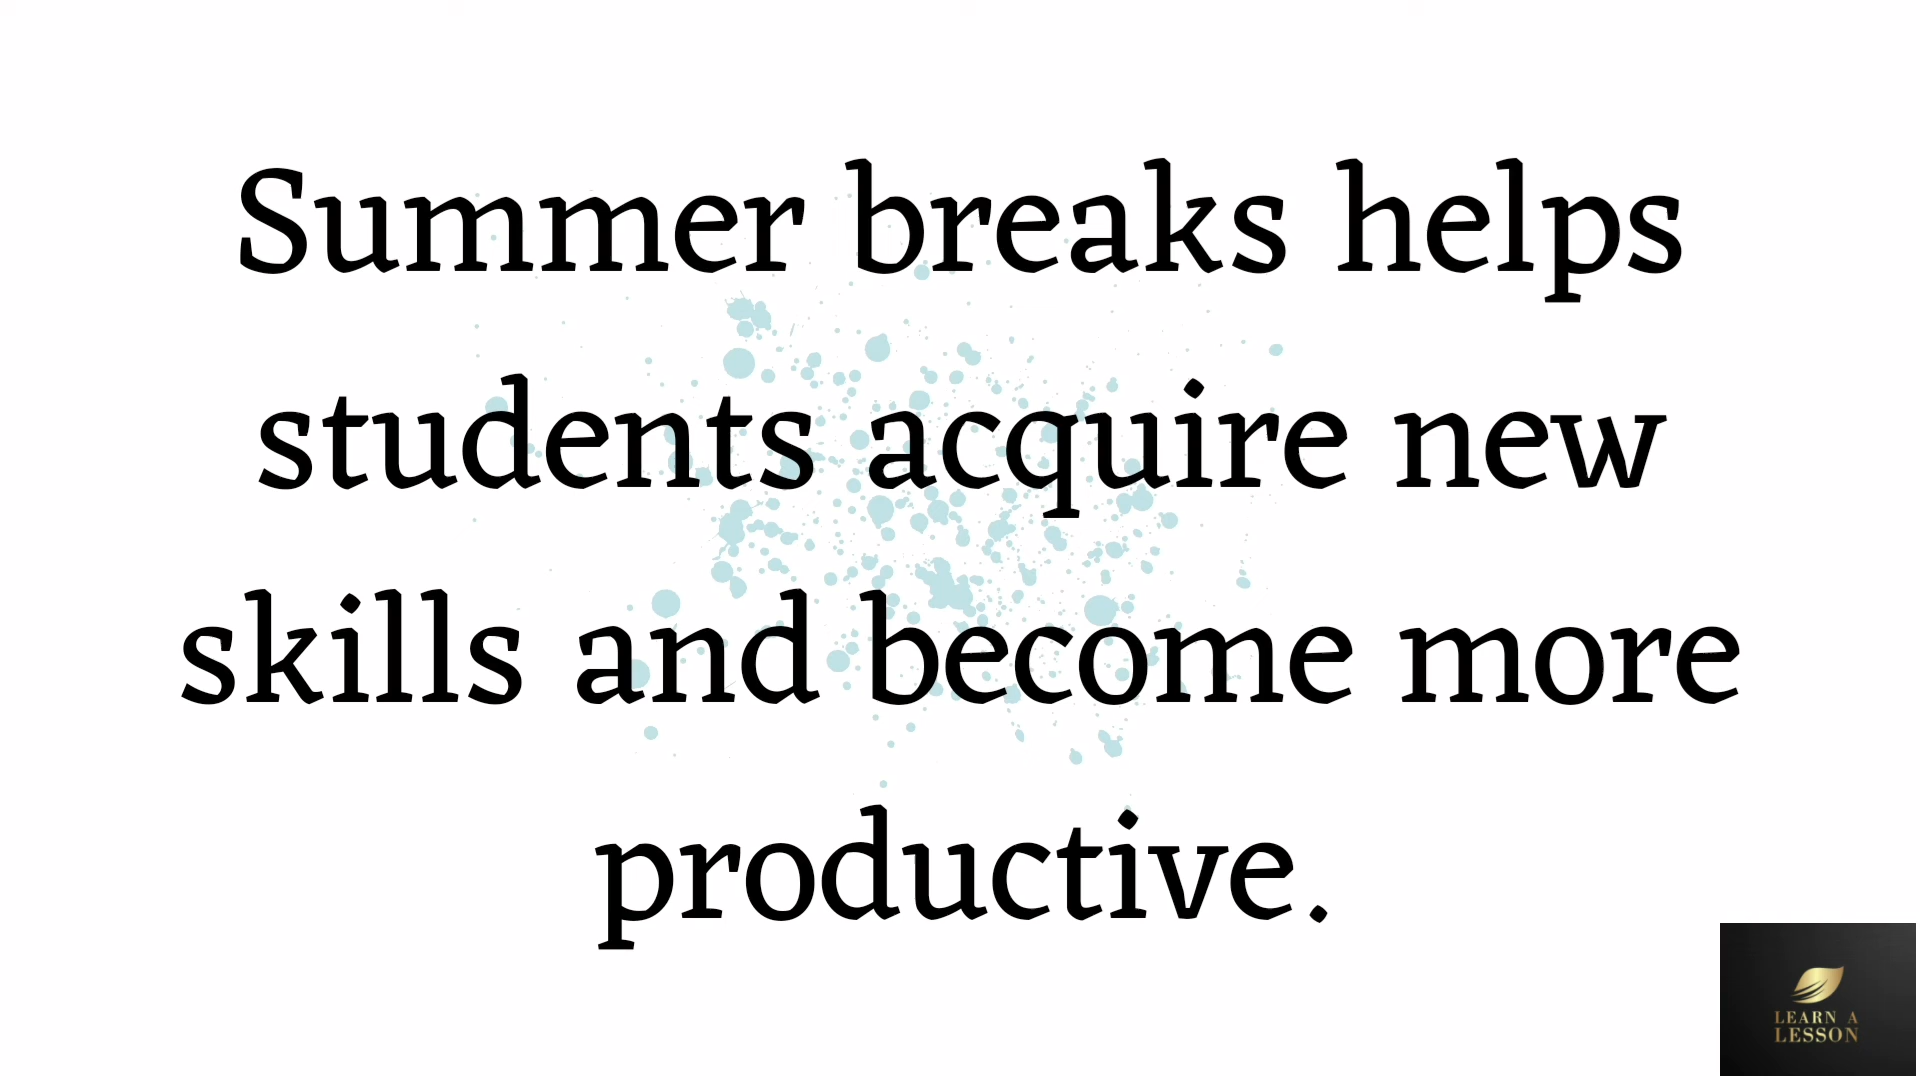 Summer breaks helps
students acquire new
skills and become more
productive.
LEARN A
LESSON